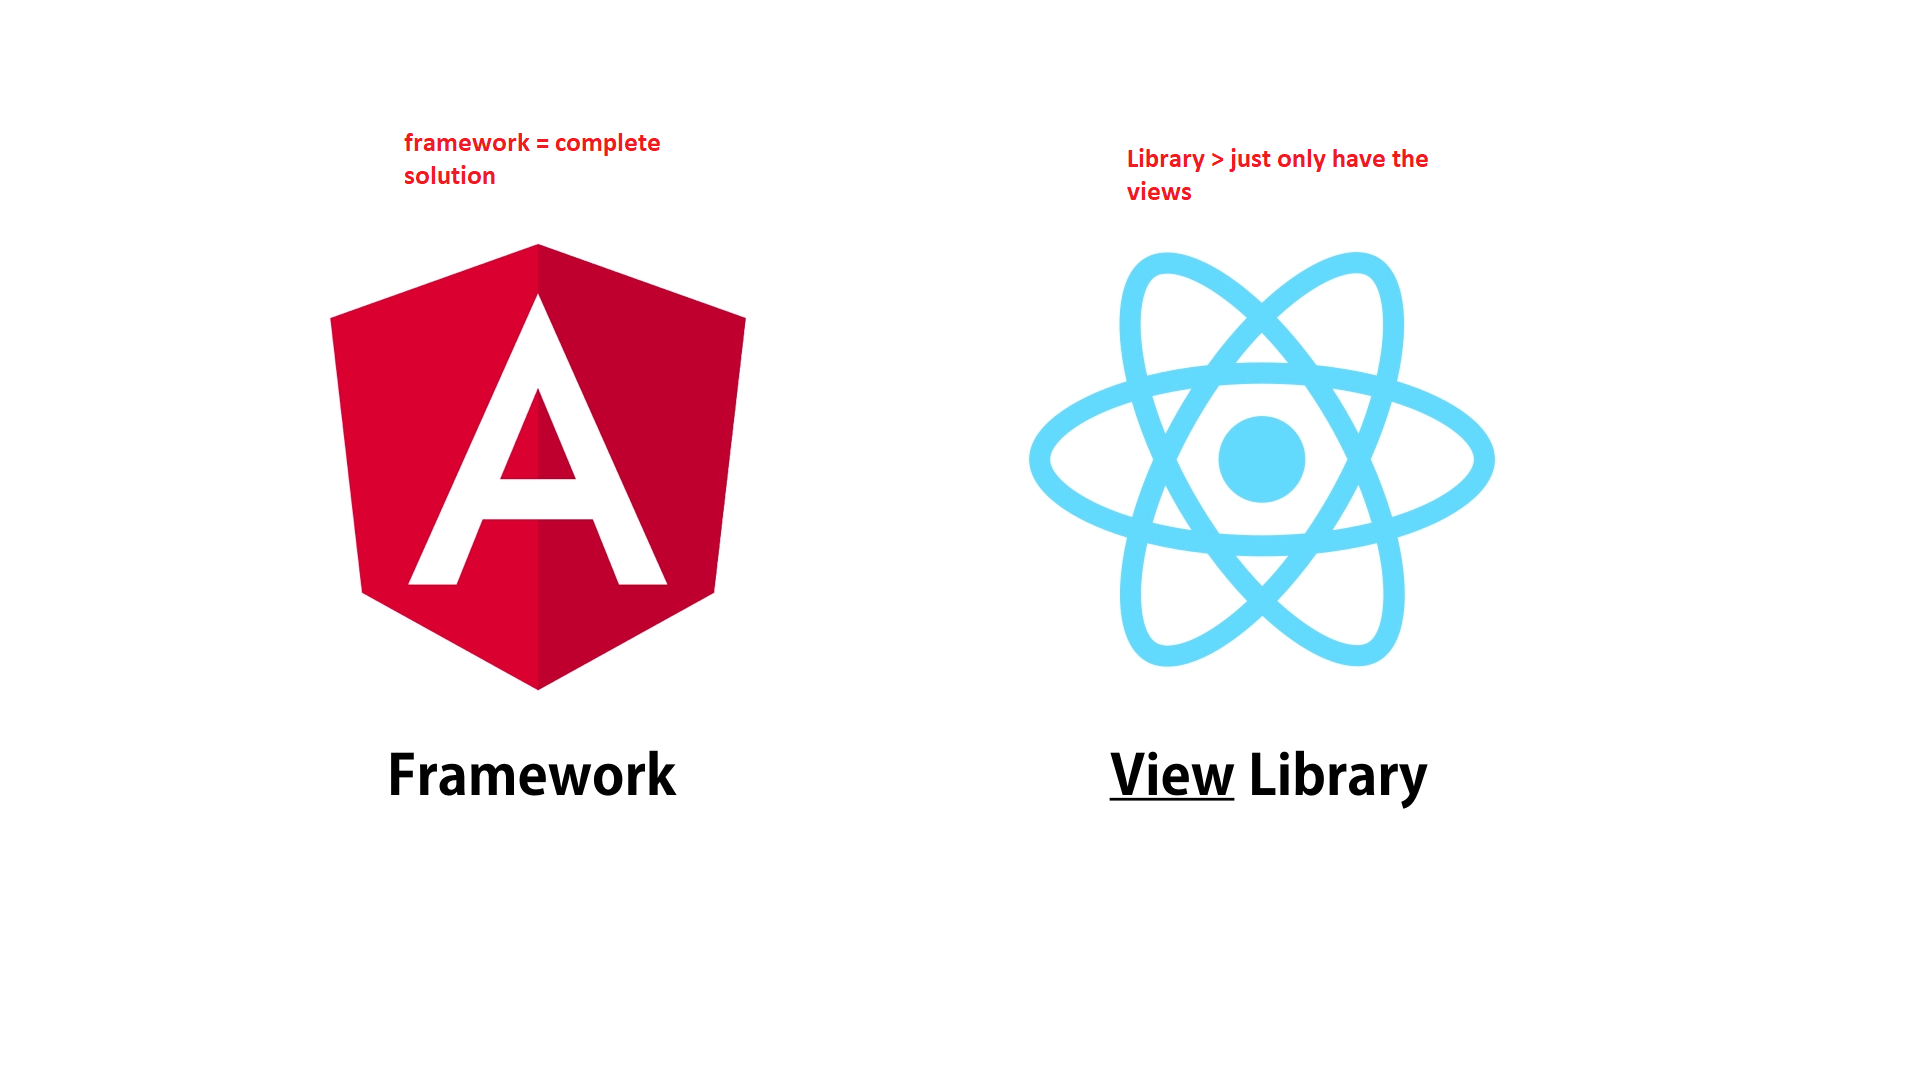 framework = complete
solution
Library > just only have the
views
A
Framework
View Library